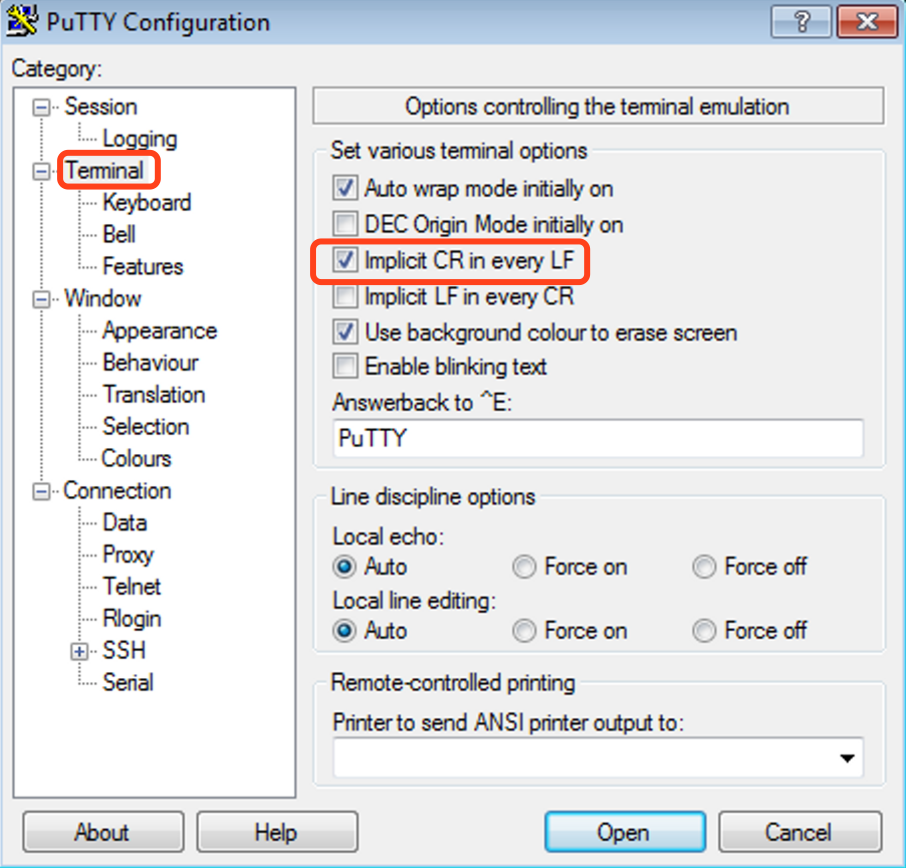 PuTTY Configuration
?
Category:
Session
Logging
Terminal
Keyboard
Bell
Features
Window
Appearance
Behaviour
Translation
Selection
Colours
Connection
Data
Proxy
Telnet
Rlogin
SSH
Serial
Options controlling the terminal emulation
Set various terminal options
Auto wrap mode initially on
DEC Origin Mode initially on
Implicit CR in every LF
Implicit LF in every CR
Use background colour to erase screen
Enable blinking text
Answerback to ^E:
PuTTY
Line discipline options
Local echo:
Auto Force on Force off
Local line editing:
Auto Force on Force off
Remote-controlled printing
Printer to send ANSI printer output to:
About Help Open Cancel